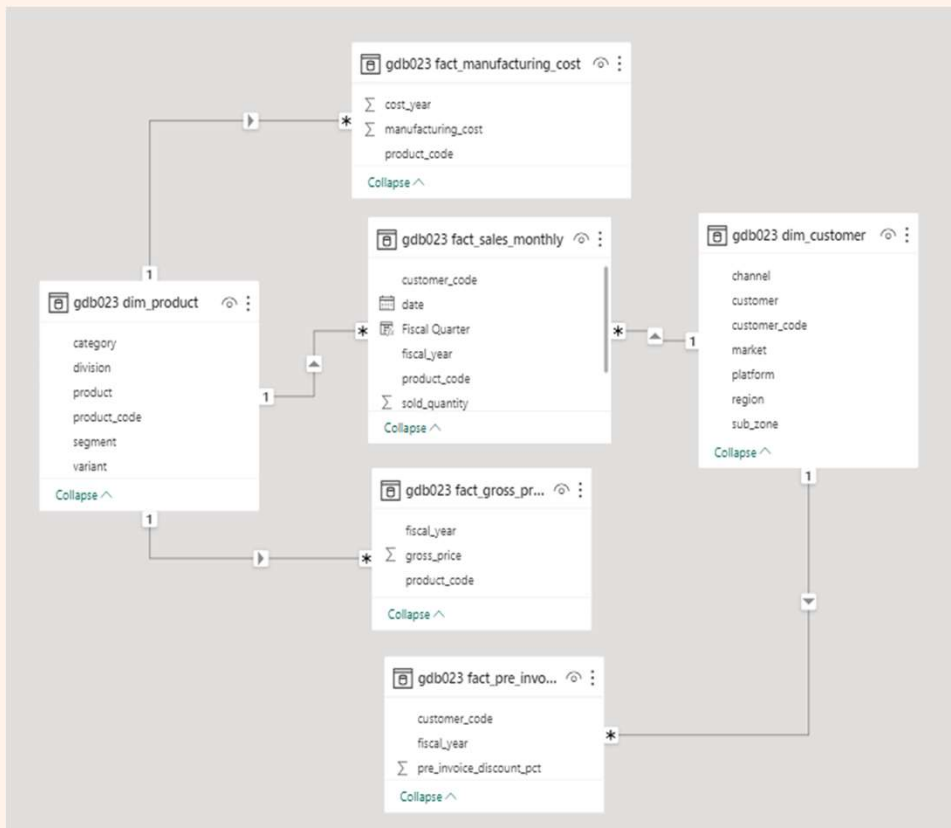 gdb023 fact_manufacturing_cost
Σ cost_year
Σ manufacturing_cost
product_code
Collapse
1
*
gdb023 fact_sales_monthly
customer_code
date
Fiscal Quarter
fiscal_year
product_code
Σ sold_quantity
Collapse
*
*
gdb023 dim_customer
channel
customer
customer_code
market
platform
region
sub_zone
Collapse
1
1
gdb023 dim_product
category
division
product
product_code
segment
variant
Collapse
1
1
gdb023 fact_gross_pr...
fiscal_year
Σ gross_price
product_code
Collapse
*
gdb023 fact_pre_invo...
customer_code
fiscal_year
Σ pre_invoice_discount_pct
Collapse
*